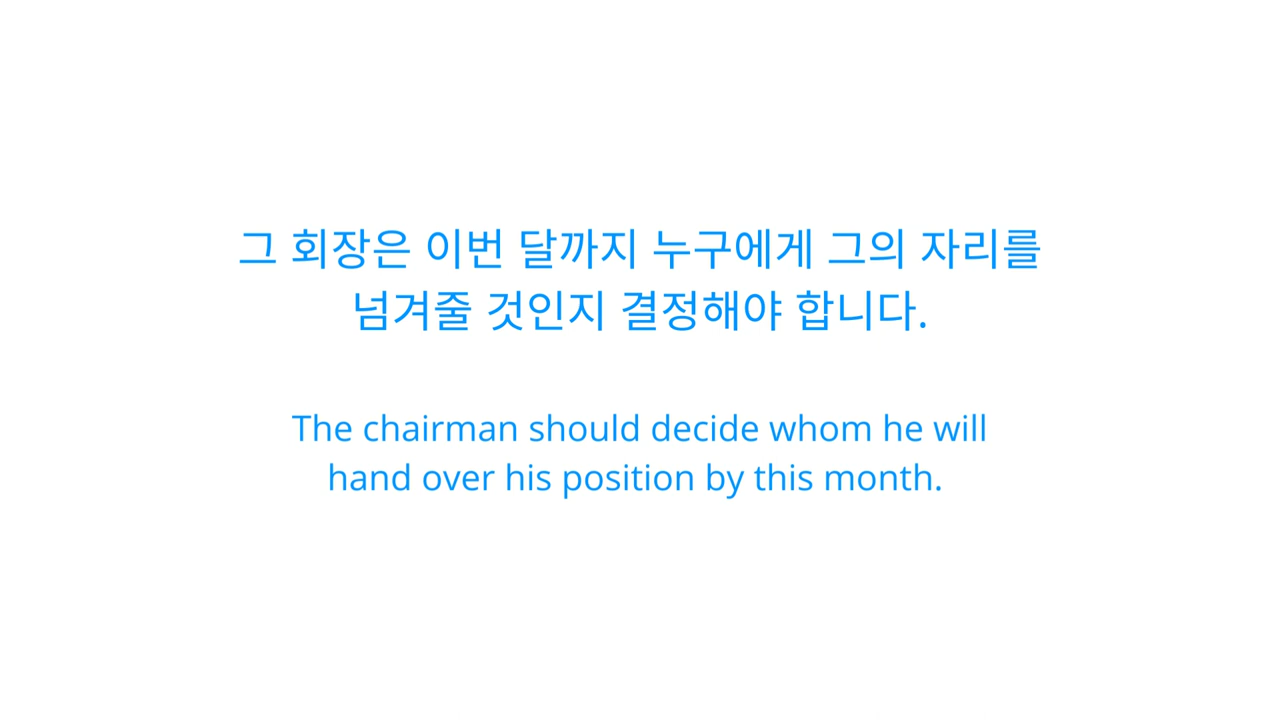 그 회장은 이번 달까지 누구에게 그의 자리를
넘겨줄 것인지 결정해야 합니다.
The chairman should decide whom he will
hand over his position by this month.